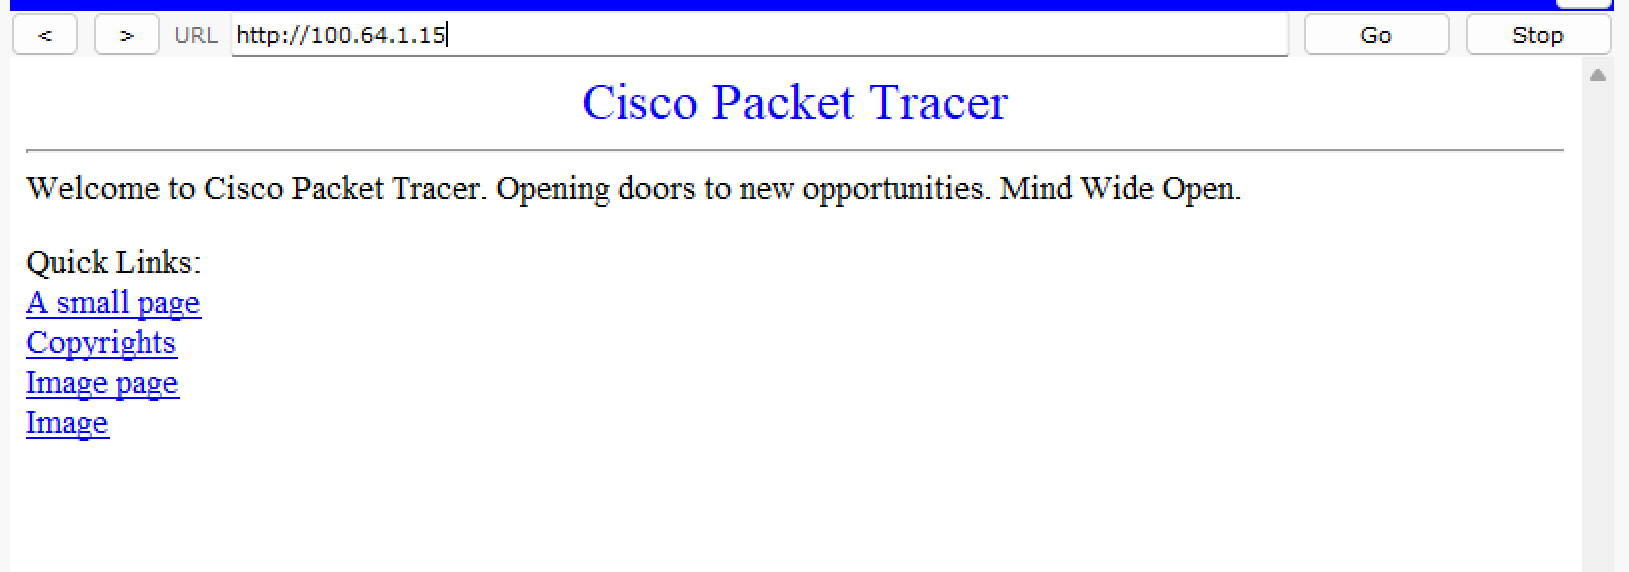 < > URL http://100.64.1.15 Go Stop
Cisco Packet Tracer
Welcome to Cisco Packet Tracer. Opening doors to new opportunities. Mind Wide Open.
Quick Links:
A small page
Copyrights
Image page
Image